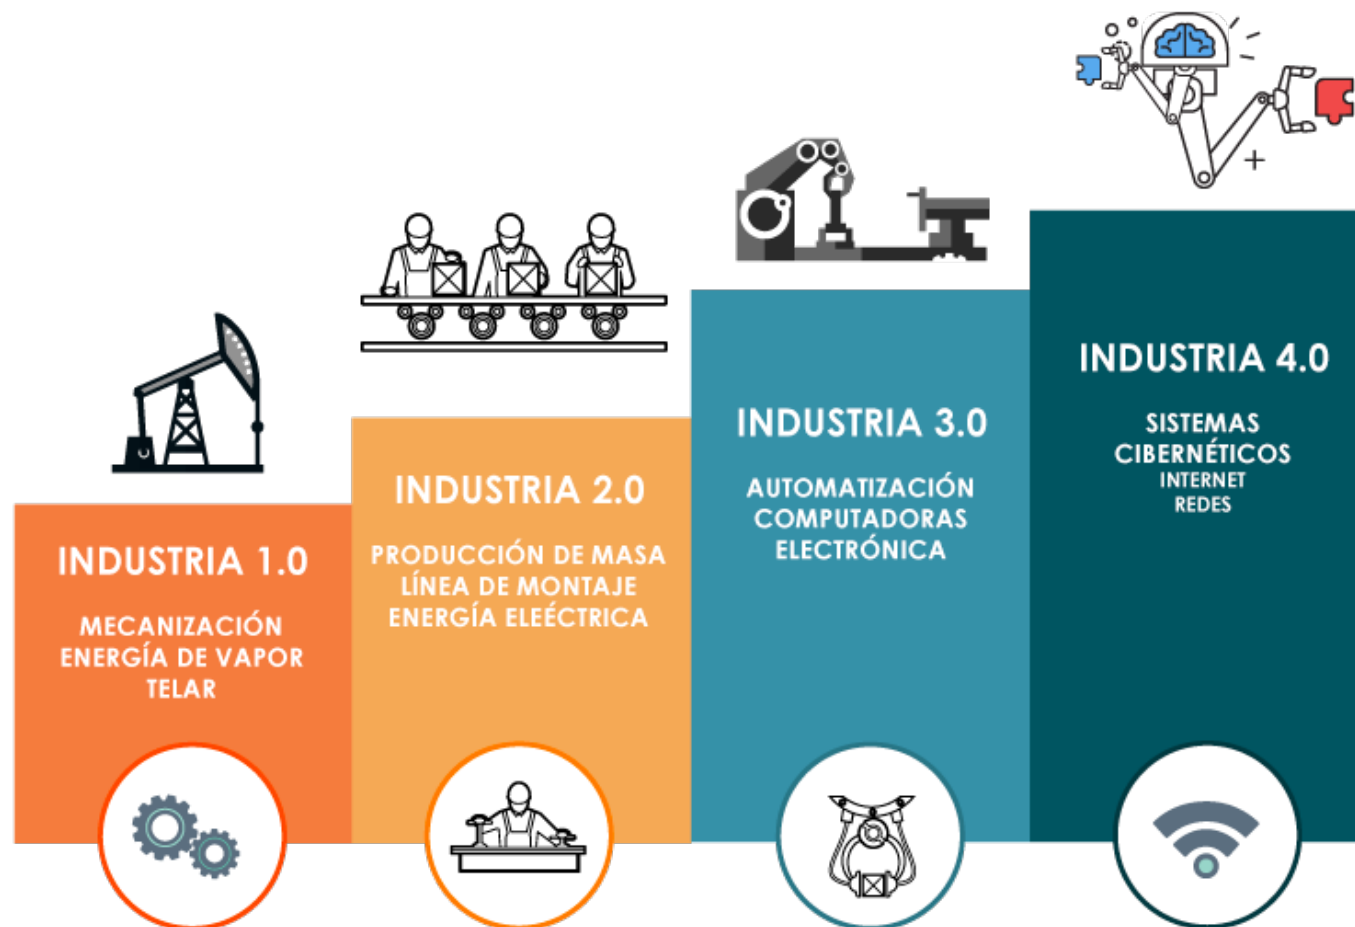 INDUSTRIA 1.0
MECANIZACIÓN
ENERGÍA DE VAPOR
TELAR
INDUSTRIA 2.0
PRODUCCIÓN DE MASA
LÍNEA DE MONTAJE
ENERGÍA ELEÉCTRICA
INDUSTRIA 3.0
AUTOMATIZACIÓN
COMPUTADORAS
ELECTRÓNICA
INDUSTRIA 4.0
SISTEMAS
CIBERNÉTICOS
INTERNET
REDES